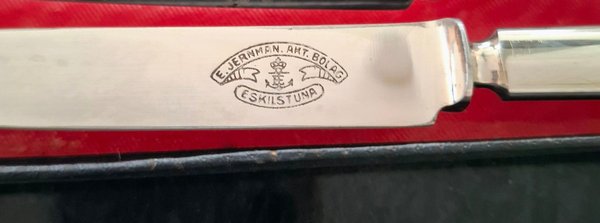 E. JERNMAN. AKT. BOLAG
ESKILSTUNA